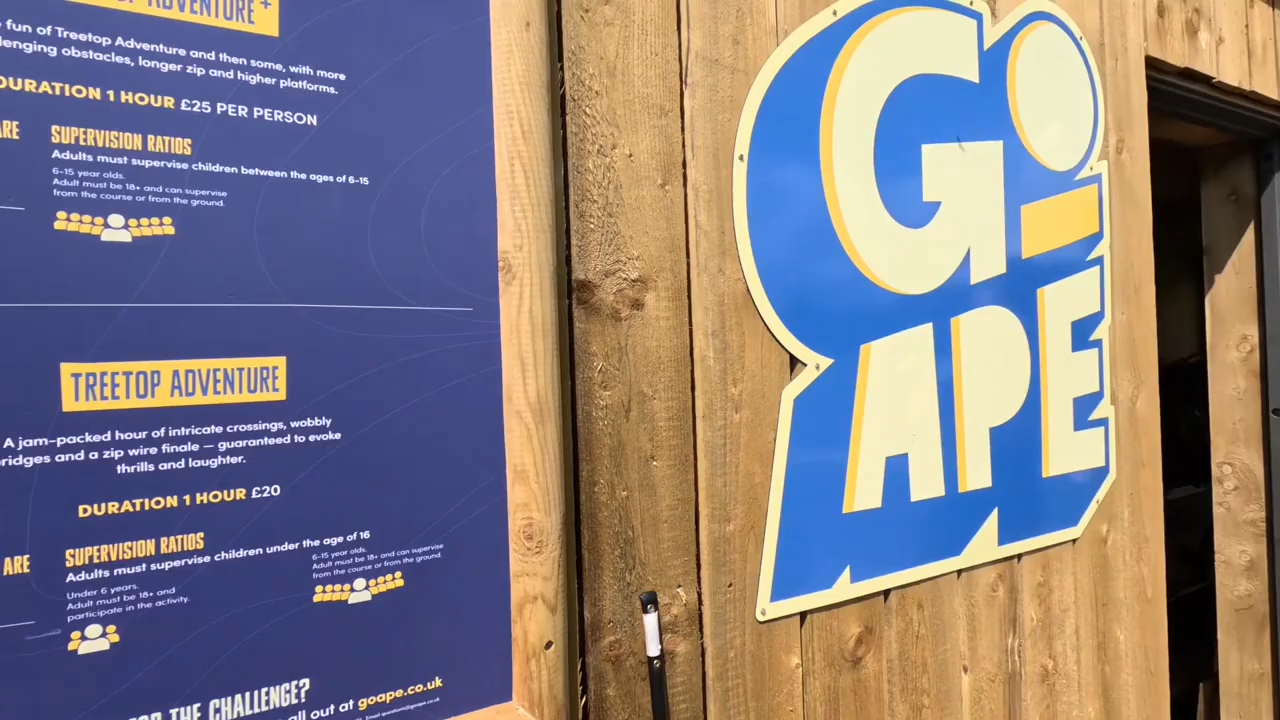 ADVENTURE+
fun of Treetop Adventure and then some, with more
obstacles, longer zip and higher platforms.
DURATION 1 HOUR £25 PER PERSON
ARE
SUPERVISION RATIOS
Adults must supervise children between the ages of 6-15
6-15 year olds.
Adult must be 18+ and can supervise
from the course or from the ground.
TREETOP ADVENTURE
A jam-packed hour of intricate crossings, wobbly
and a zip wire finale – guaranteed to evoke
thrills and laughter.
DURATION 1 HOUR £20
ARE
SUPERVISION RATIOS
Adults must supervise children under the age of 16
Under 6 years.
Adult must be 18+ and
participate in the activity.
6-15 year olds.
Adult must be 18+ and can supervise
from the course or from the ground.
THE CHALLENGE?
all out at goape.co.uk
GO
APE